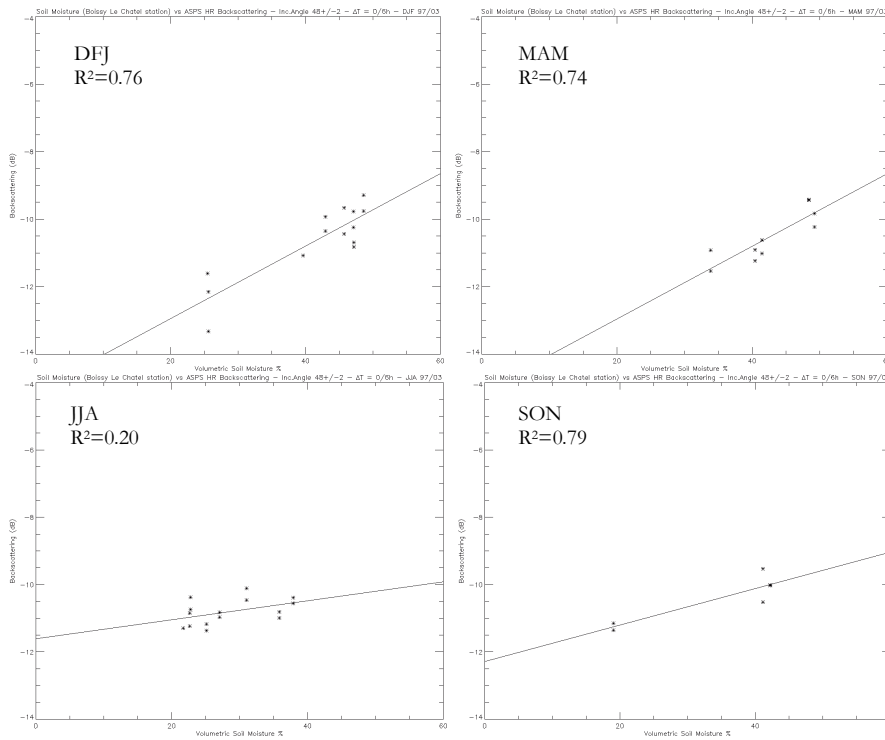 Soil Moisture (Boissy Le Chatel station) vs ASPS HR Backscattering - Inc.Angle 48+/-2 - ΔT = 0/6h - DJF 97/03
DFJ
R²=0.76
-4
-6
-8
-10
-12
-14
Backscattering (dB)
0 20 40 60
Volumetric Soil Moisture %
Soil Moisture (Boissy Le Chatel station) vs ASPS HR Backscattering - Inc.Angle 48+/-2 - ΔT = 0/6h - MAM 97/0
MAM
R²=0.74
-4
-6
-8
-10
-12
-14
Backscattering (dB)
0 20 40
Volumetric Soil Moisture %
Soil Moisture (Boissy Le Chatel station) vs ASPS HR Backscattering - Inc.Angle 48+/-2 - ΔT = 0/6h - JJA 97/03
JJA
R²=0.20
-4
-6
-8
-10
-12
-14
Backscattering (dB)
0 20 40 60
Volumetric Soil Moisture %
Soil Moisture (Boissy Le Chatel station) vs ASPS HR Backscattering - Inc.Angle 48+/-2 - ΔT = 0/6h - SON 97/0
SON
R²=0.79
-4
-6
-8
-10
-12
-14
Backscattering (dB)
0 20 40
Volumetric Soil Moisture %